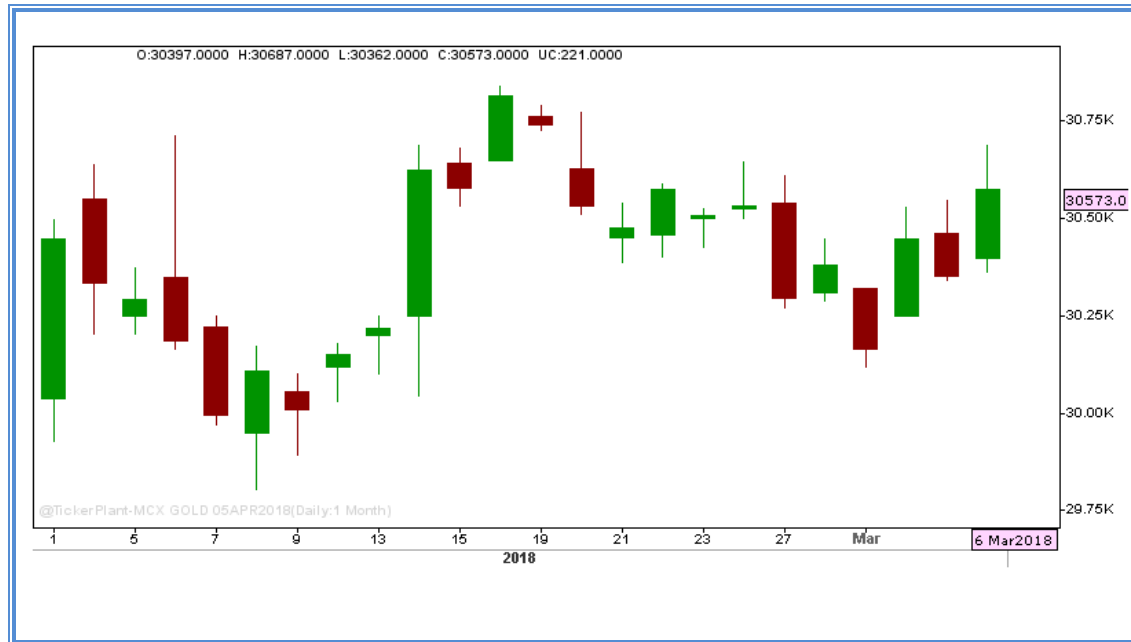 O:30397.0000 H:30687.0000 L:30362.0000 C:30573.0000 UC:221.0000
30.75K
30573.0
30.50K
30.25K
30.00K
29.75K
@TickerPlant-MCX GOLD 05APR2018(Daily:1 Month)
1 5 7 9 13 15 19 21 23 27 Mar 6 Mar2018
2018